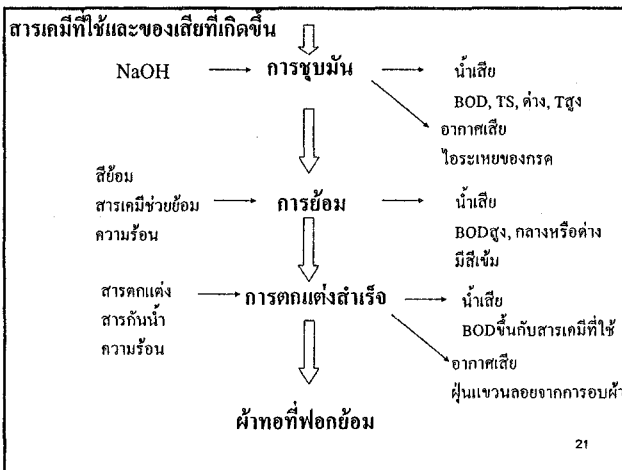 สารเคมีที่ใช้และของเสียที่เกิดขึ้น
NaOH
การชุบมัน
น้ำเสีย
BOD, TS, ด่าง, Tสูง
อากาศเสีย
ไอระเหยของกรด
สีย้อม
สารเคมีช่วยย้อม
ความร้อน
การย้อม
น้ำเสีย
BODสูง, กลางหรือด่าง
มีสีเข้ม
สารตกแต่ง
สารกันน้ำ
ความร้อน
การตกแต่งสำเร็จ
น้ำเสีย
BODขึ้นกับสารเคมีที่ใช้
อากาศเสีย
ฝุ่นแขวนลอยจากการอบผ้า
ผ้าทอที่ฟอกย้อม
21